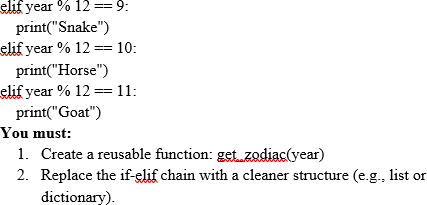 elif year % 12 == 9:
print("Snake")
elif year % 12 == 10:
print("Horse")
elif year % 12 == 11:
print("Goat")
You must:
1. Create a reusable function: get_zodiac(year)
2. Replace the if-elif chain with a cleaner structure (e.g., list or
dictionary).